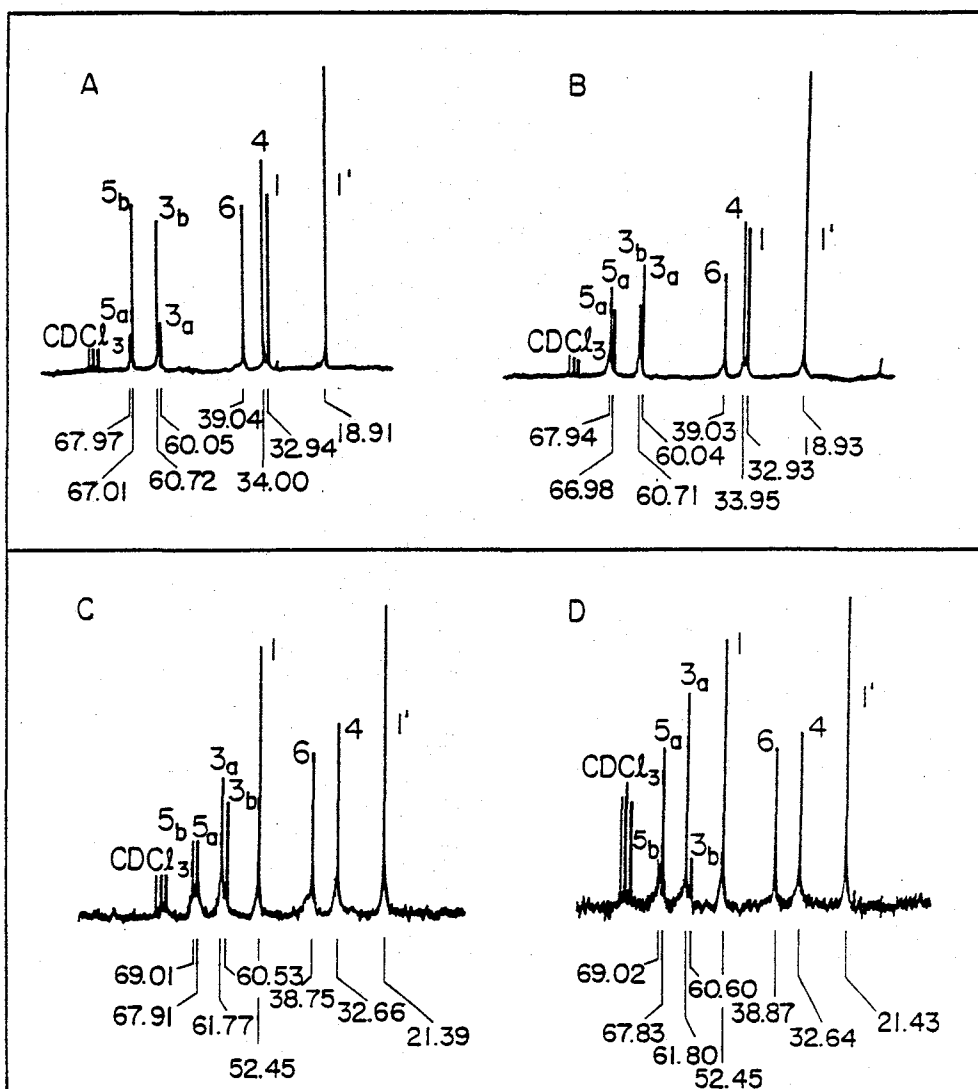 A
4
5b 3b 6 1 1'
5a 3a
CDCl3
67.97 60.05 39.04 32.94 18.91
67.01 60.72 34.00
B
4
3b
5a 3a 6 1 1'
5a
CDCl3
67.94 60.04 39.03 32.93 18.93
66.98 60.71 33.95
C
1
3a 6 4 1'
3b
5b 5a
CDCl3
69.01 60.53 38.75 32.66 21.39
67.91 61.77
52.45
D
1
3a
5a 6 4 1'
CDCl3
5b 3b
69.02 60.60 38.87 32.64 21.43
67.83 61.80
52.45